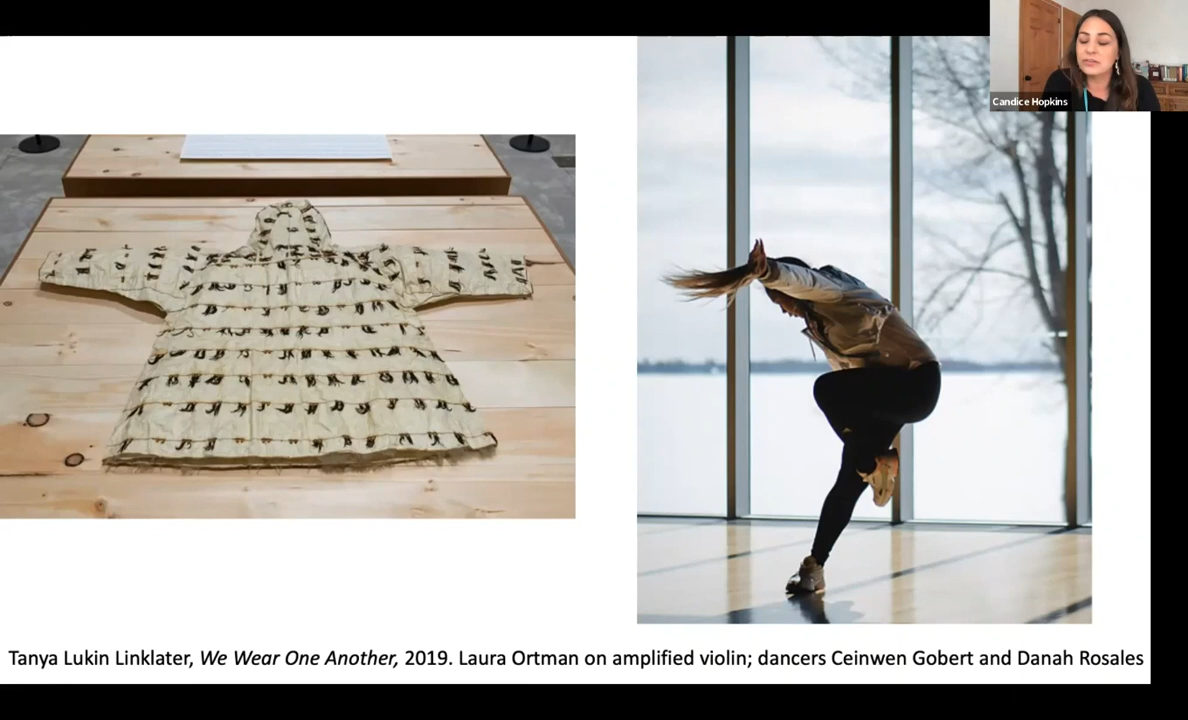 Candice Hopkins
Tanya Lukin Linklater, We Wear One Another, 2019. Laura Ortman on amplified violin; dancers Ceinwen Gobert and Danah Rosales